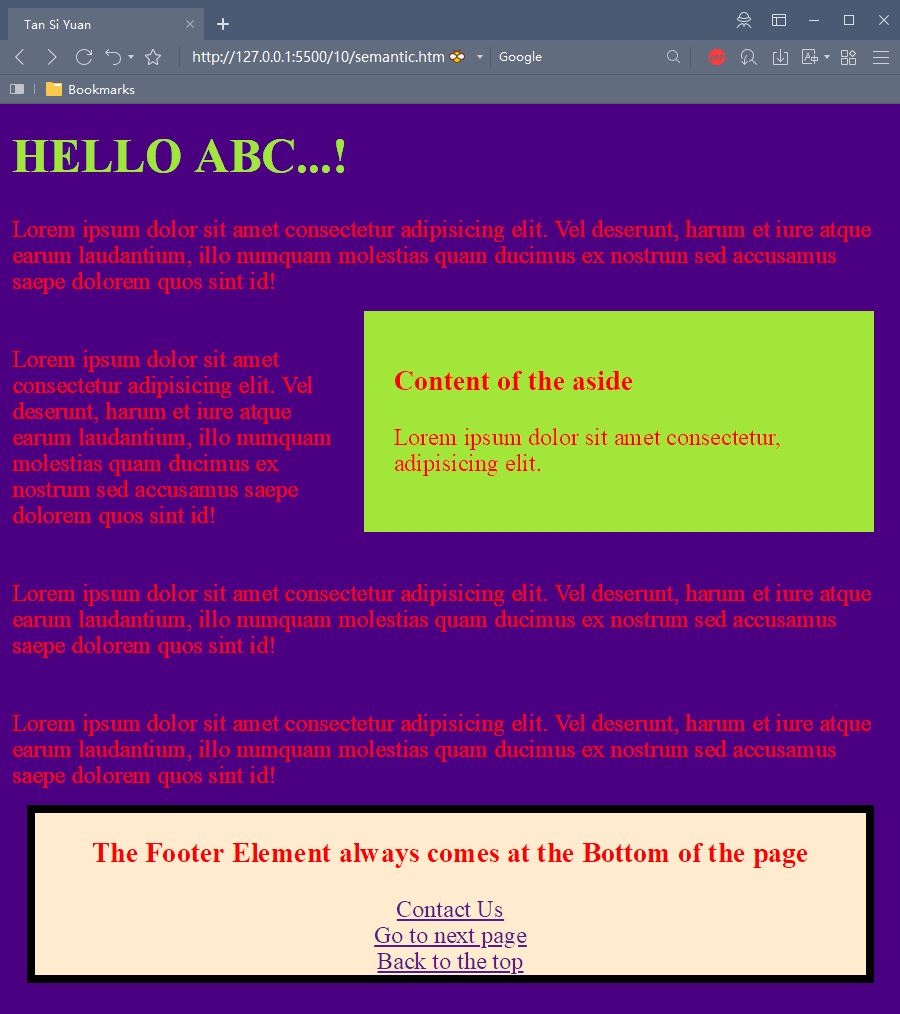 Tan Si Yuan
http://127.0.0.1:5500/10/semantic.htm
Google
Bookmarks
HELLO ABC...!
Lorem ipsum dolor sit amet consectetur adipisicing elit. Vel deserunt, harum et iure atque
earum laudantium, illo numquam molestias quam ducimus ex nostrum sed accusamus
saepe dolorem quos sint id!
Lorem ipsum dolor sit amet
consectetur adipisicing elit. Vel
deserunt, harum et iure atque
earum laudantium, illo numquam
molestias quam ducimus ex
nostrum sed accusamus saepe
dolorem quos sint id!
Content of the aside
Lorem ipsum dolor sit amet consectetur,
adipisicing elit.
Lorem ipsum dolor sit amet consectetur adipisicing elit. Vel deserunt, harum et iure atque
earum laudantium, illo numquam molestias quam ducimus ex nostrum sed accusamus
saepe dolorem quos sint id!
Lorem ipsum dolor sit amet consectetur adipisicing elit. Vel deserunt, harum et iure atque
earum laudantium, illo numquam molestias quam ducimus ex nostrum sed accusamus
saepe dolorem quos sint id!
The Footer Element always comes at the Bottom of the page
Contact Us
Go to next page
Back to the top